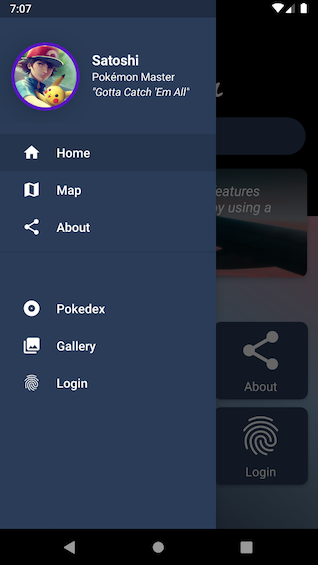 7:07
Satoshi
Pokémon Master
"Gotta Catch 'Em All"
Home
Map
About
Pokedex
Gallery
Login
eatures
by using a
About
Login